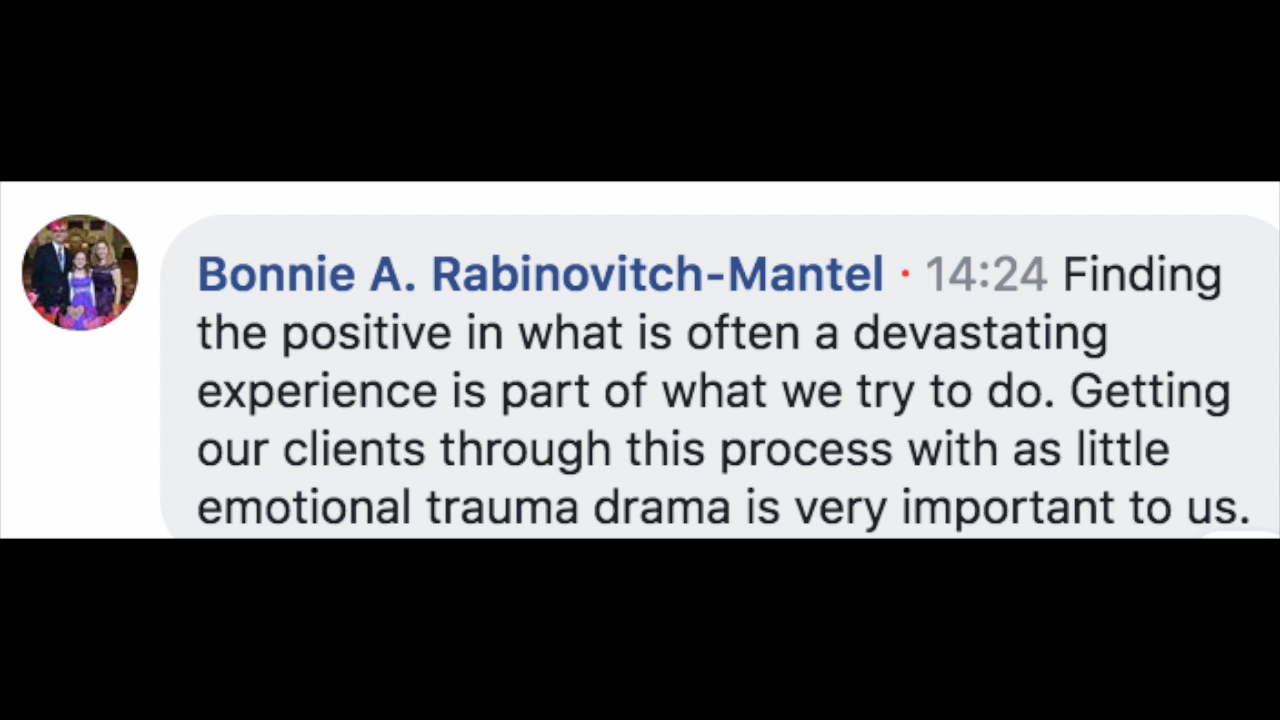 Bonnie A. Rabinovitch-Mantel · 14:24 Finding
the positive in what is often a devastating
experience is part of what we try to do. Getting
our clients through this process with as little
emotional trauma drama is very important to us.